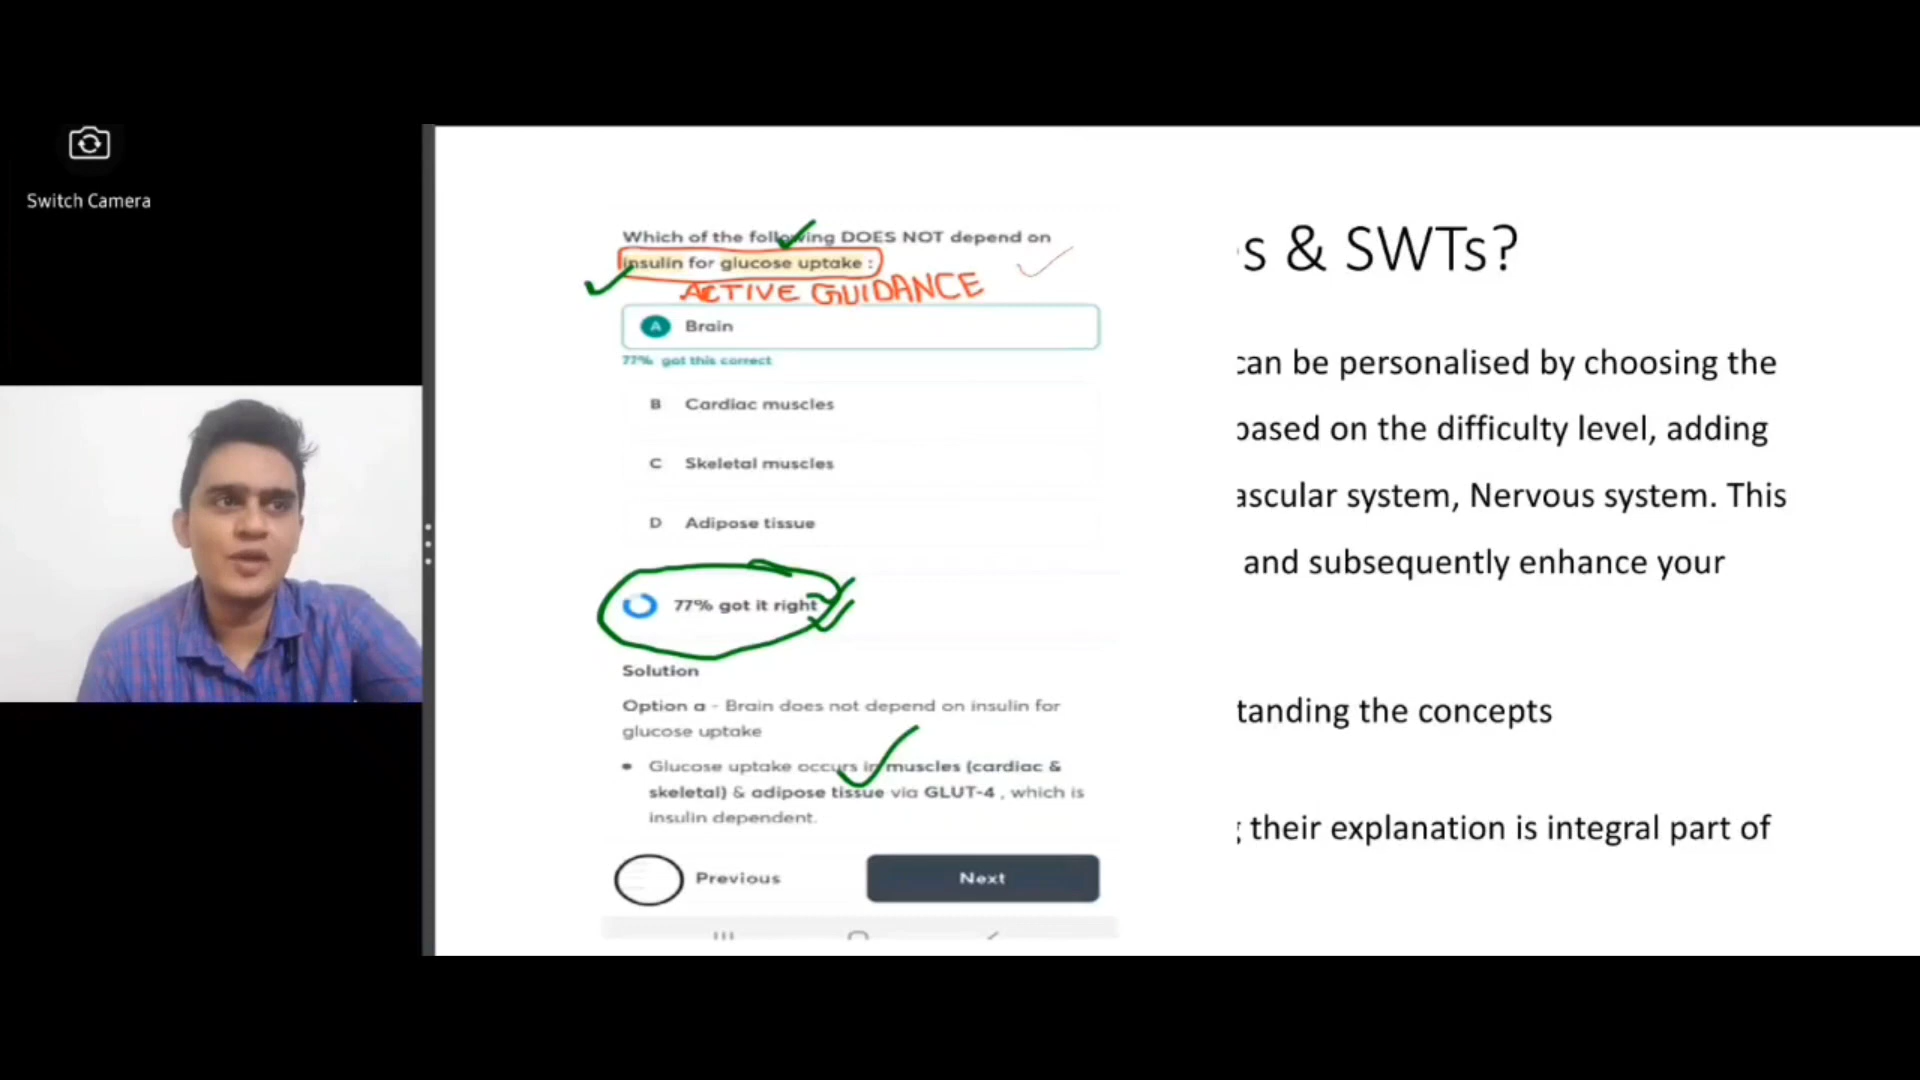 Switch Camera
Which of the following DOES NOT depend on
insulin for glucose uptake :
ACTIVE GUIDANCE
A Brain
77% got this correct
B Cardiac muscles
C Skeletal muscles
D Adipose tissue
77% got it right
Solution
Option a - Brain does not depend on insulin for
glucose uptake
• Glucose uptake occurs in muscles (cardiac &
skeletal) & adipose tissue via GLUT-4 , which is
insulin dependent.
Previous
Next
s & SWTs?
can be personalised by choosing the
based on the difficulty level, adding
ascular system, Nervous system. This
and subsequently enhance your
tanding the concepts
their explanation is integral part of